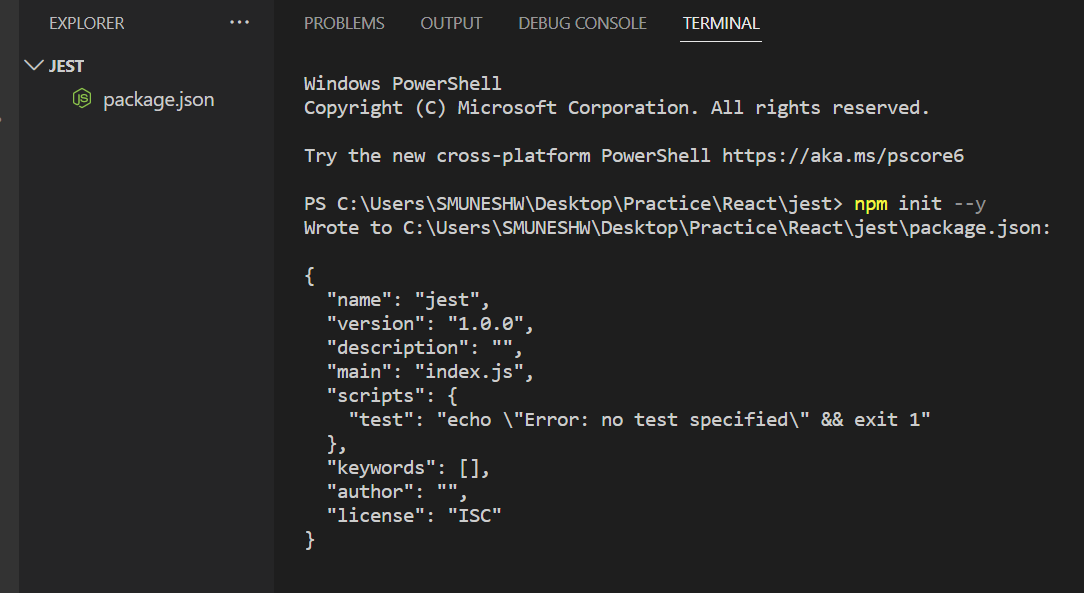 EXPLORER
...
JEST
JS package.json
PROBLEMS OUTPUT DEBUG CONSOLE TERMINAL
Windows PowerShell
Copyright (C) Microsoft Corporation. All rights reserved.
Try the new cross-platform PowerShell https://aka.ms/pscore6
PS C:\Users\SMUNESHW\Desktop\Practice\React\jest> npm init --y
Wrote to C:\Users\SMUNESHW\Desktop\Practice\React\jest\package.json:
{
  "name": "jest",
  "version": "1.0.0",
  "description": "",
  "main": "index.js",
  "scripts": {
    "test": "echo \"Error: no test specified\" && exit 1"
  },
  "keywords": [],
  "author": "",
  "license": "ISC"
}